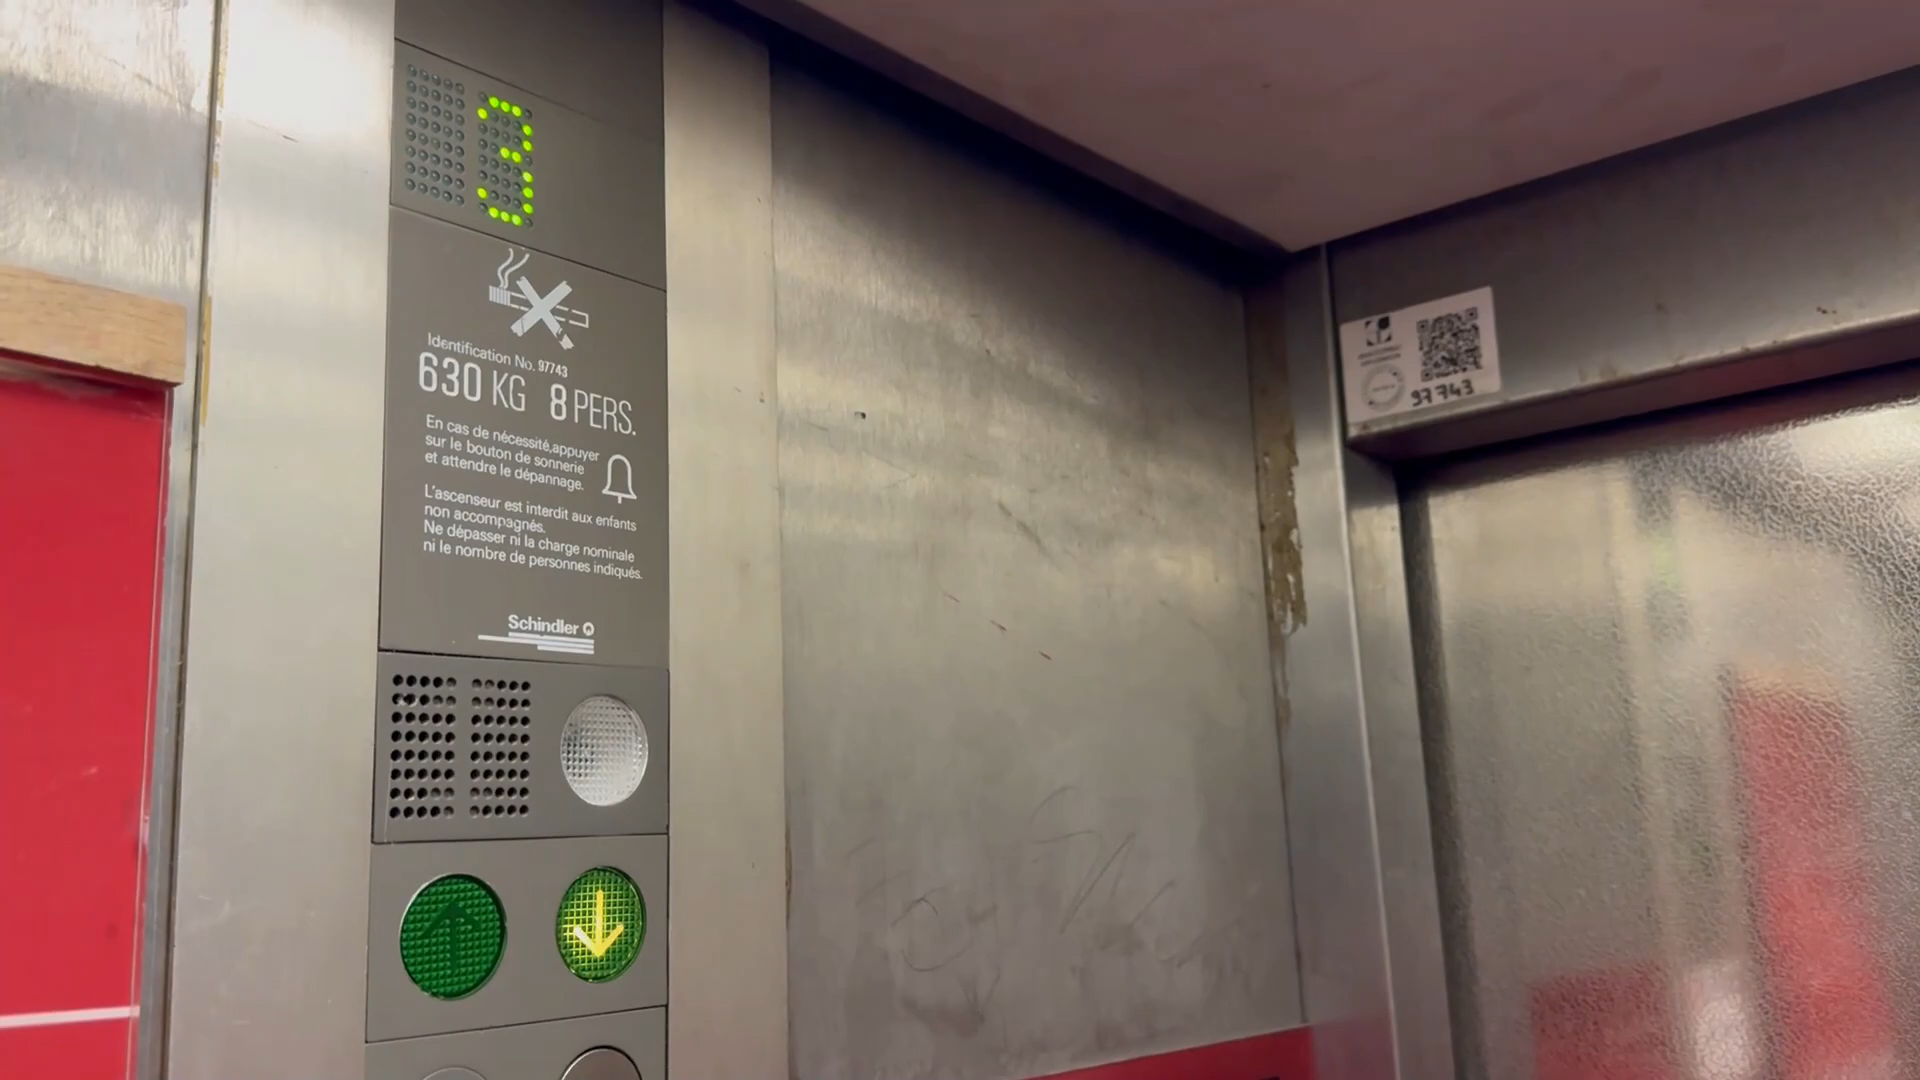 3
Identification No. 97743
630 KG 8 PERS.
En cas de nécessité,appuyer
sur le bouton de sonnerie
et attendre le dépannage.
L'ascenseur est interdit aux enfants
non accompagnés.
Ne dépasser ni la charge nominale
ni le nombre de personnes indiqués.
Schindler
97743